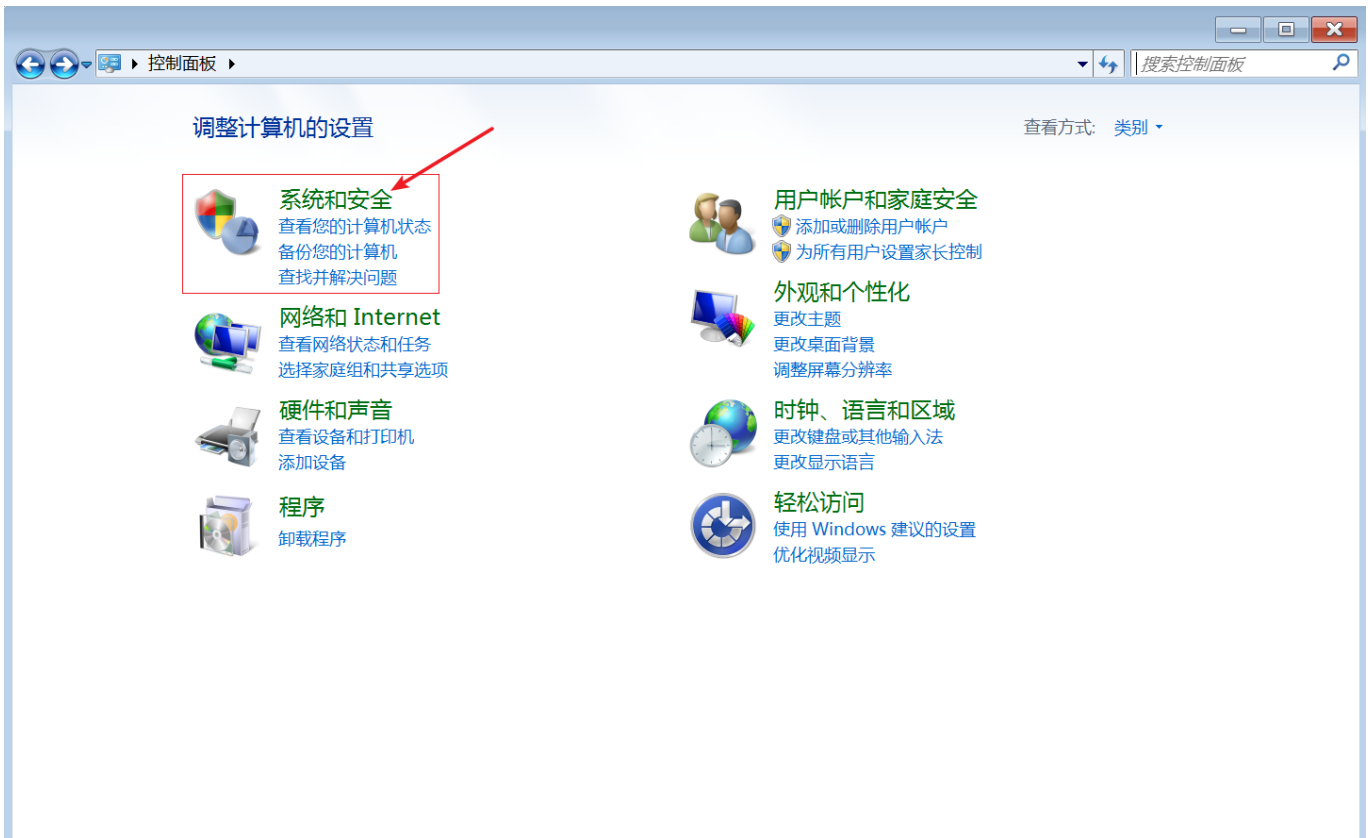 控制面板
搜索控制面板
调整计算机的设置
查看方式: 类别
系统和安全
查看您的计算机状态
备份您的计算机
查找并解决问题
网络和 Internet
查看网络状态和任务
选择家庭组和共享选项
硬件和声音
查看设备和打印机
添加设备
程序
卸载程序
用户帐户和家庭安全
添加或删除用户帐户
为所有用户设置家长控制
外观和个性化
更改主题
更改桌面背景
调整屏幕分辨率
时钟、语言和区域
更改键盘或其他输入法
更改显示语言
轻松访问
使用 Windows 建议的设置
优化视频显示